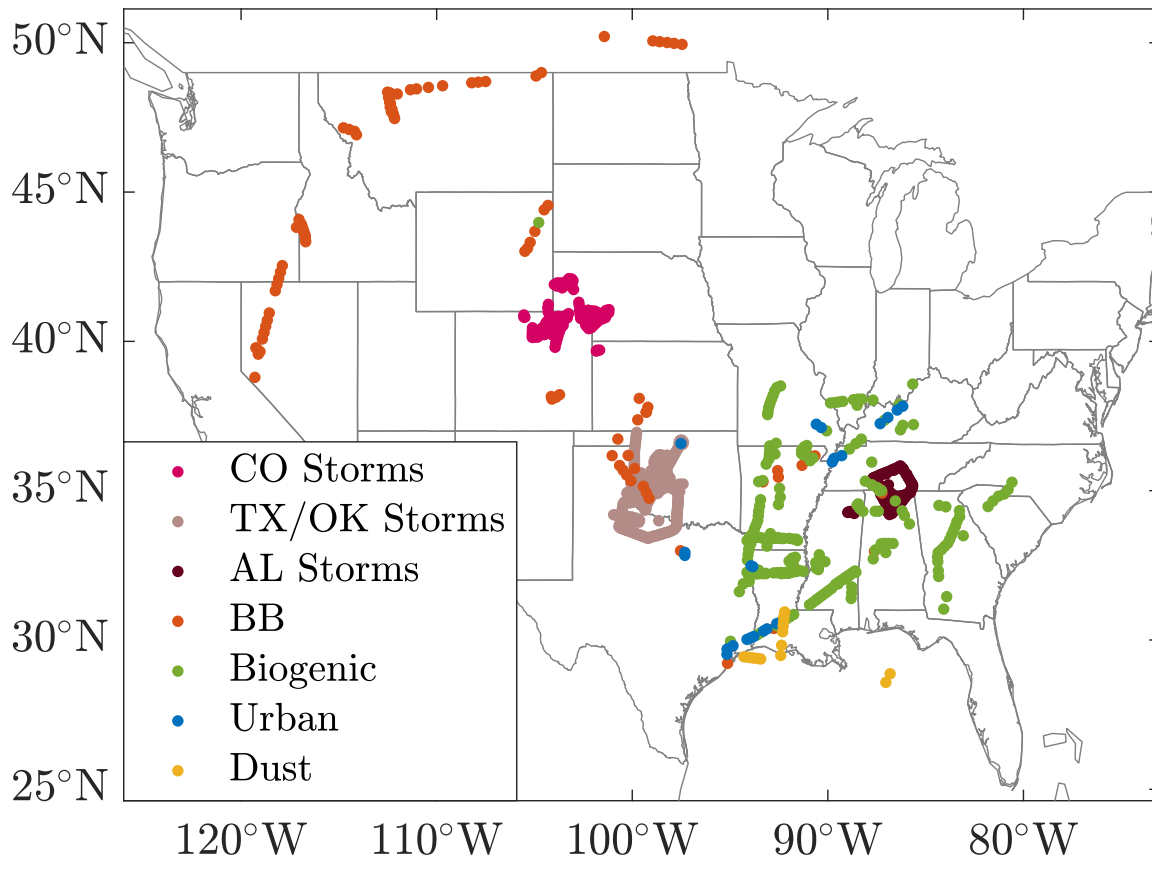 50°N
45°N
40°N
35°N
30°N
25°N
CO Storms
TX/OK Storms
AL Storms
BB
Biogenic
Urban
Dust
120°W 110°W 100°W 90°W 80°W